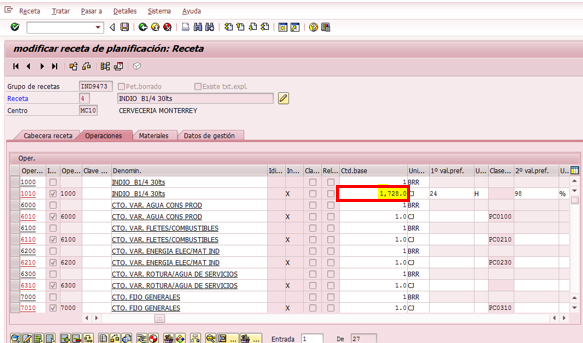 Receta Tratar Pasar a Detalles Sistema Ayuda
modificar receta de planificación: Receta
Grupo de recetas IND9473 Pet.borrado Existe txt.expl.
Receta 4 INDIO B1/4 30lts
Centro MC10 CERVECERIA MONTERREY
Cabecera receta Operaciones Materiales Datos de gestión
Oper.
Oper... I... Ope... Clave ... Denomin. Idi... In... Cla... Rel... Ctd.base Uni... 1º val.pref. U... Clase... 2º val.pref. U..
1000 INDIO B1/4 30lts 1 BRR
1010 1000 INDIO B1/4 30lts X 1,728.0 CJ 24 H 98 %
6000 CTO. VAR. AGUA CONS PROD 1 BRR
6010 6000 CTO. VAR. AGUA CONS PROD X 1.0 CJ PC0100
6100 CTO. VAR. FLETES/COMBUSTIBLES 1 BRR
6110 6100 CTO. VAR. FLETES/COMBUSTIBLES X 1.0 CJ PC0210
6200 CTO. VAR. ENERGIA ELEC/MAT IND 1 BRR
6210 6200 CTO. VAR. ENERGIA ELEC/MAT IND X 1.0 CJ PC0230
6300 CTO. VAR. ROTURA/AGUA DE SERVICIOS 1 BRR
6310 6300 CTO. VAR. ROTURA/AGUA DE SERVICIOS X 1.0 CJ
7000 CTO. FIJO GENERALES 1 BRR
7010 7000 CTO. FIJO GENERALES X 1.0 CJ PC0310
Entrada 1 De 27